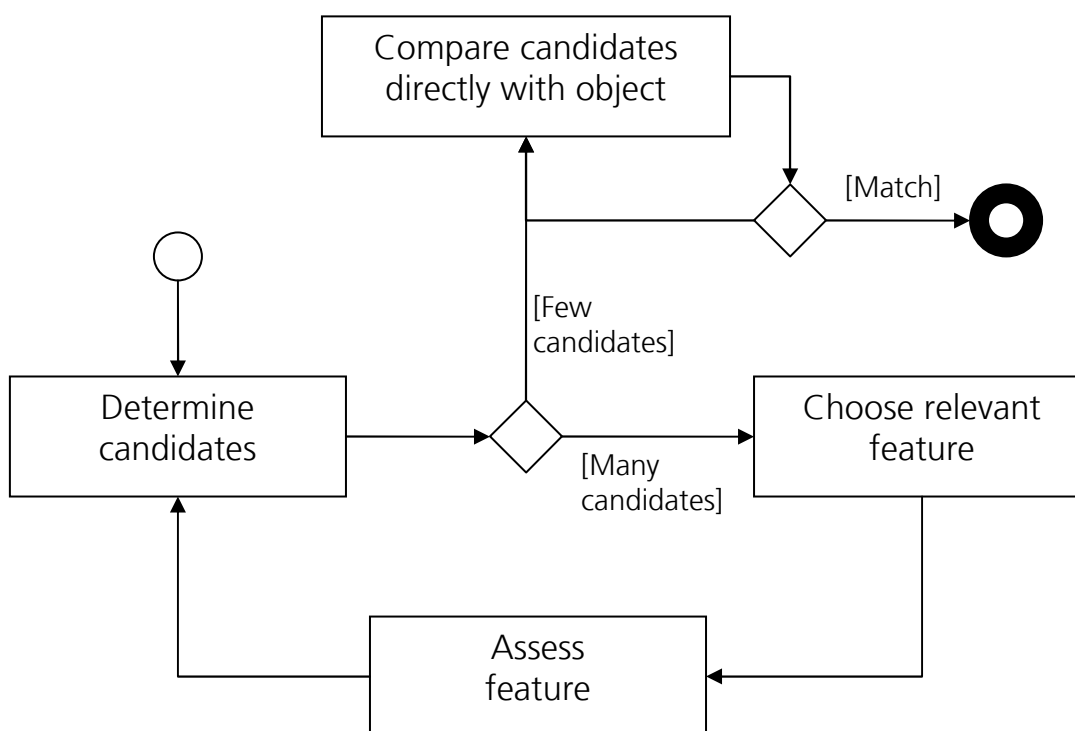 Compare candidates
directly with object
[Match]
[Few
candidates]
Determine
candidates
Choose relevant
feature
[Many
candidates]
Assess
feature